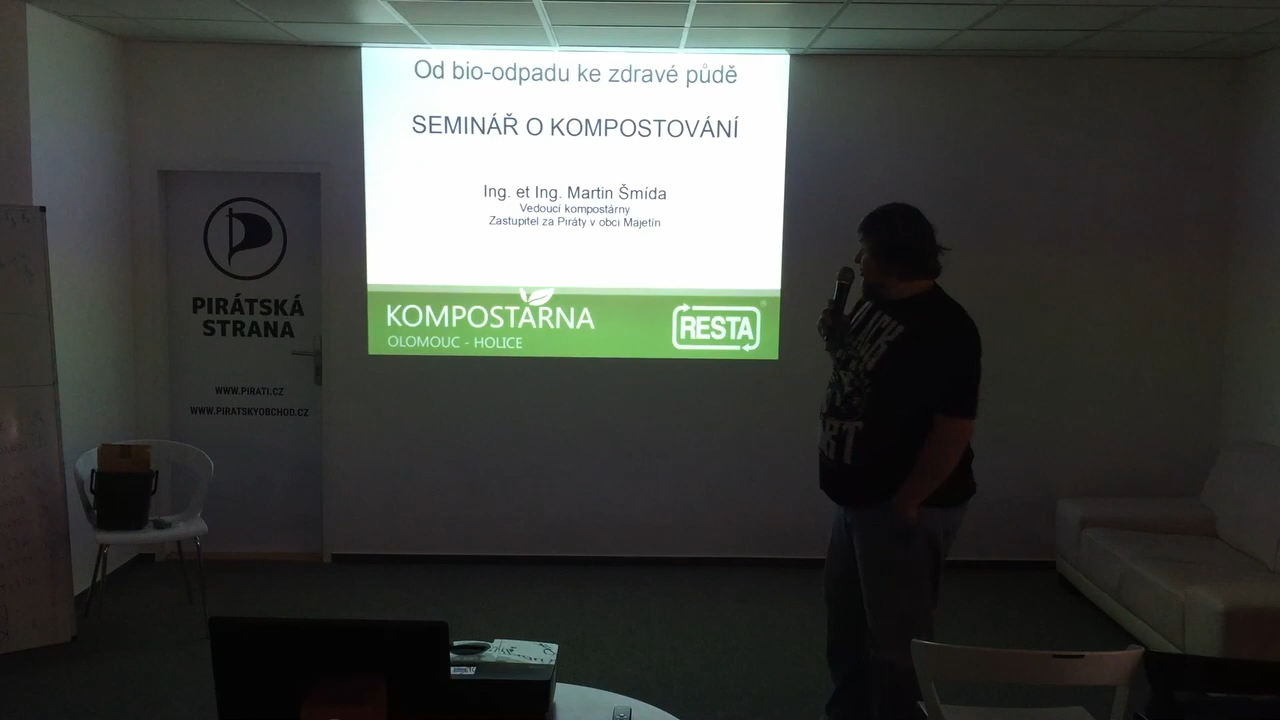 Od bio-odpadu ke zdravé půdě
SEMINÁŘ O KOMPOSTOVÁNÍ
Ing. et Ing. Martin Šmída
Vedoucí kompostárny
Zastupitel za Piráty v obci Majetín
KOMPOSTÁRNA
OLOMOUC - HOLICE
RESTA
®
PIRÁTSKÁ
STRANA
WWW.PIRATI.CZ
WWW.PIRATSKYOBCHOD.CZ